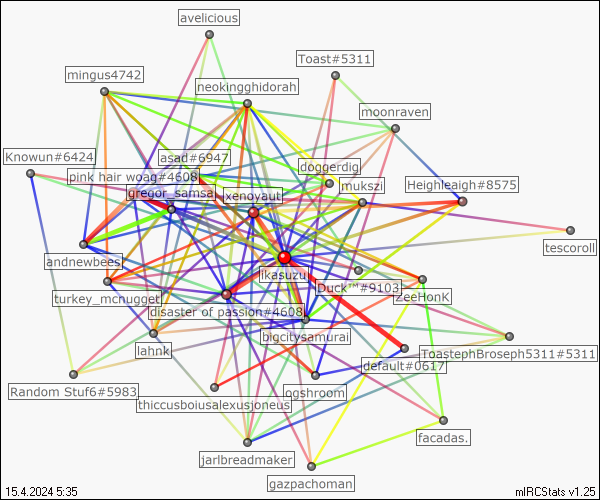 avelicious
Toast#5311
mingus4742
neokingghidorah
moonraven
Knowun#6424
asad#6947
doggerdig
pink hair woag#4608
mukszi
Heighleaigh#8575
gregor_samsa
xenoyaut
tescoroll
andnewbees
ikasuzu
Duck™#9103
ZeeHonK
turkey_mcnugget
disaster of passion#4608
bigcitysamurai
lahnk
ToastephBroseph5311#5311
default#0617
Random Stuf6#5983
ogshroom
thiccusboiusalexusjoneus
facadas.
jarlbreadmaker
gazpachoman
15.4.2024 5:35
mIRCStats v1.25